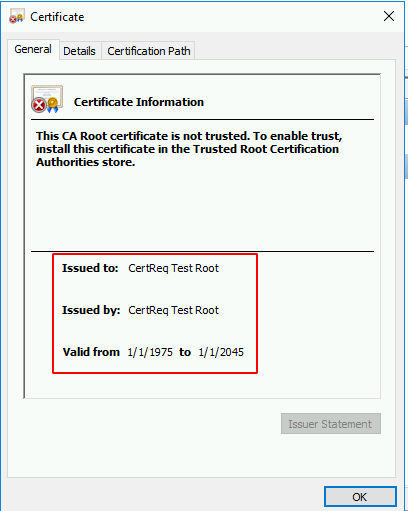 Certificate
General Details Certification Path
Certificate Information
This CA Root certificate is not trusted. To enable trust,
install this certificate in the Trusted Root Certification
Authorities store.
Issued to: CertReq Test Root
Issued by: CertReq Test Root
Valid from 1/1/1975 to 1/1/2045
Issuer Statement
OK